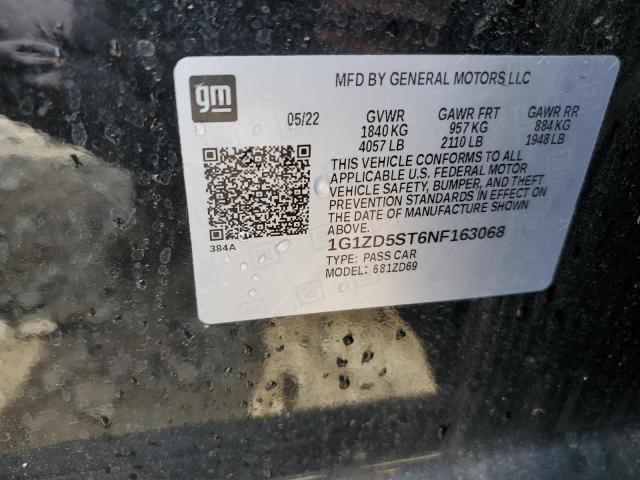 gm
MFD BY GENERAL MOTORS LLC
05/22 GVWR GAWR FRT GAWR RR
1840 KG 957 KG 884 KG
4057 LB 2110 LB 1948 LB
THIS VEHICLE CONFORMS TO ALL
APPLICABLE U.S. FEDERAL MOTOR
VEHICLE SAFETY, BUMPER, AND THEFT
PREVENTION STANDARDS IN EFFECT ON
THE DATE OF MANUFACTURE SHOWN
ABOVE.
384A
1G1ZD5ST6NF163068
TYPE: PASS CAR
MODEL: 681ZD69